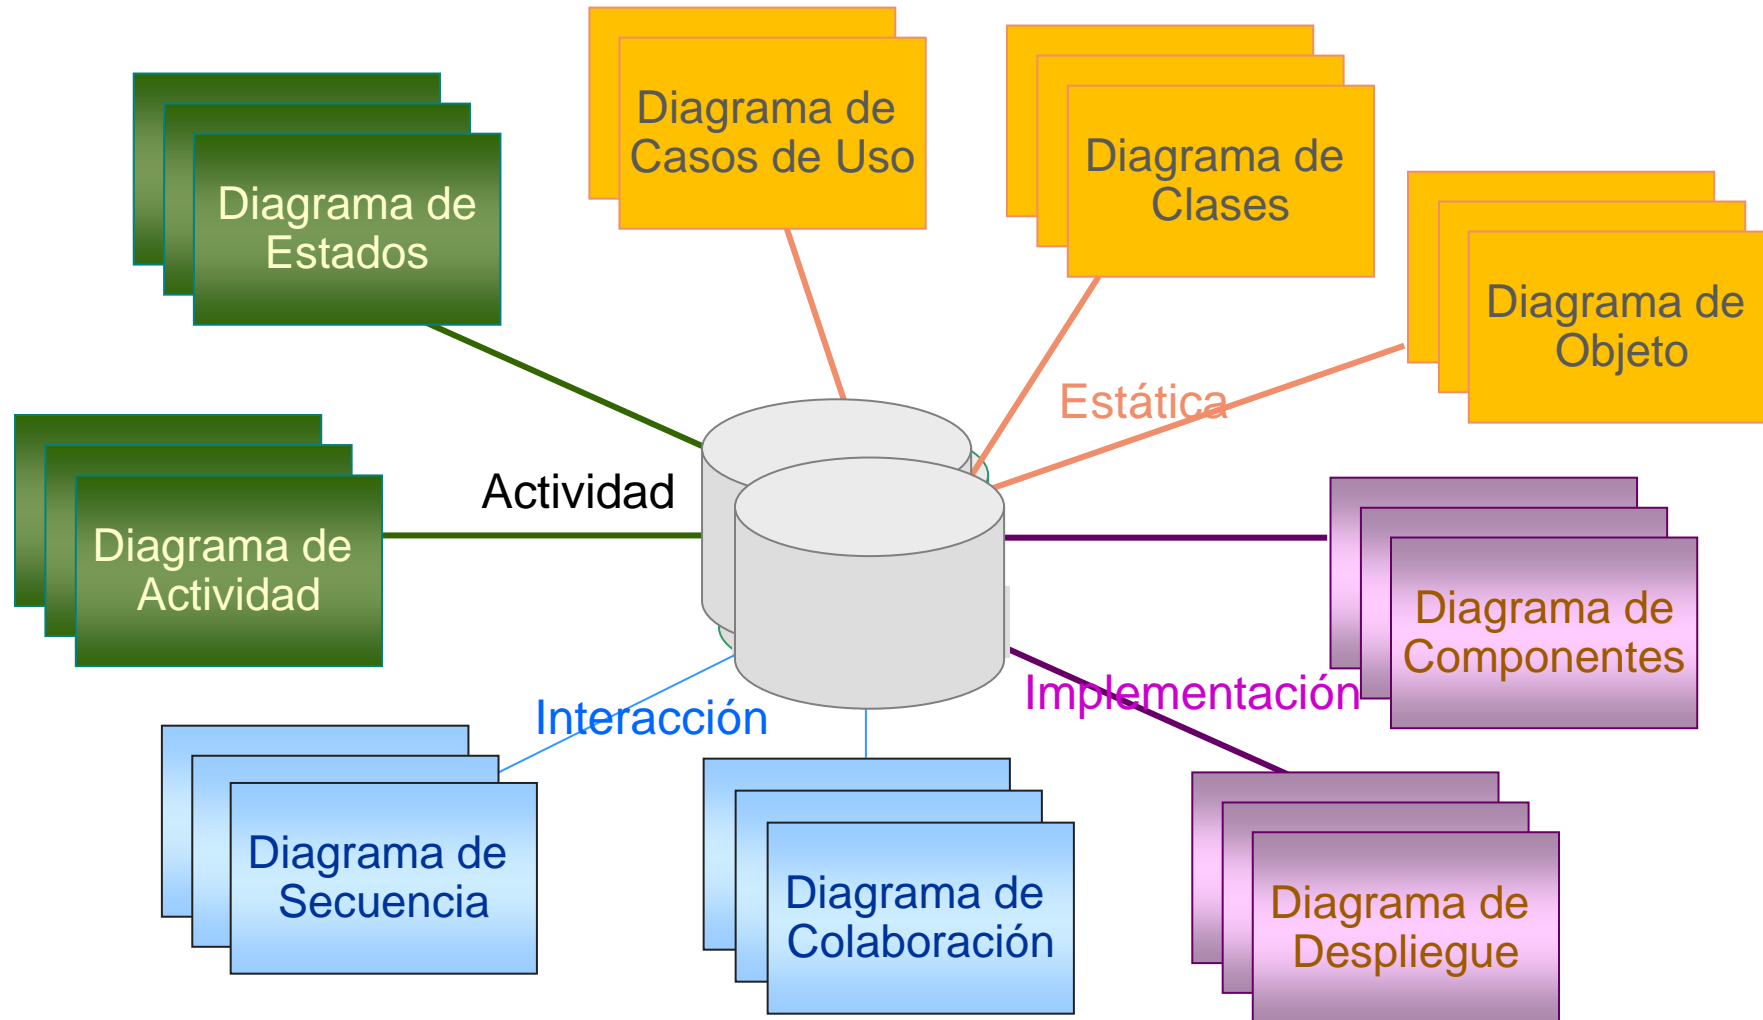 Diagrama de
Casos de Uso
Diagrama de
Clases
Diagrama de
Estados
Diagrama de
Objeto
Estática
Actividad
Diagrama de
Actividad
Diagrama de
Componentes
Implementación
Interacción
Diagrama de
Secuencia
Diagrama de
Colaboración
Diagrama de
Despliegue